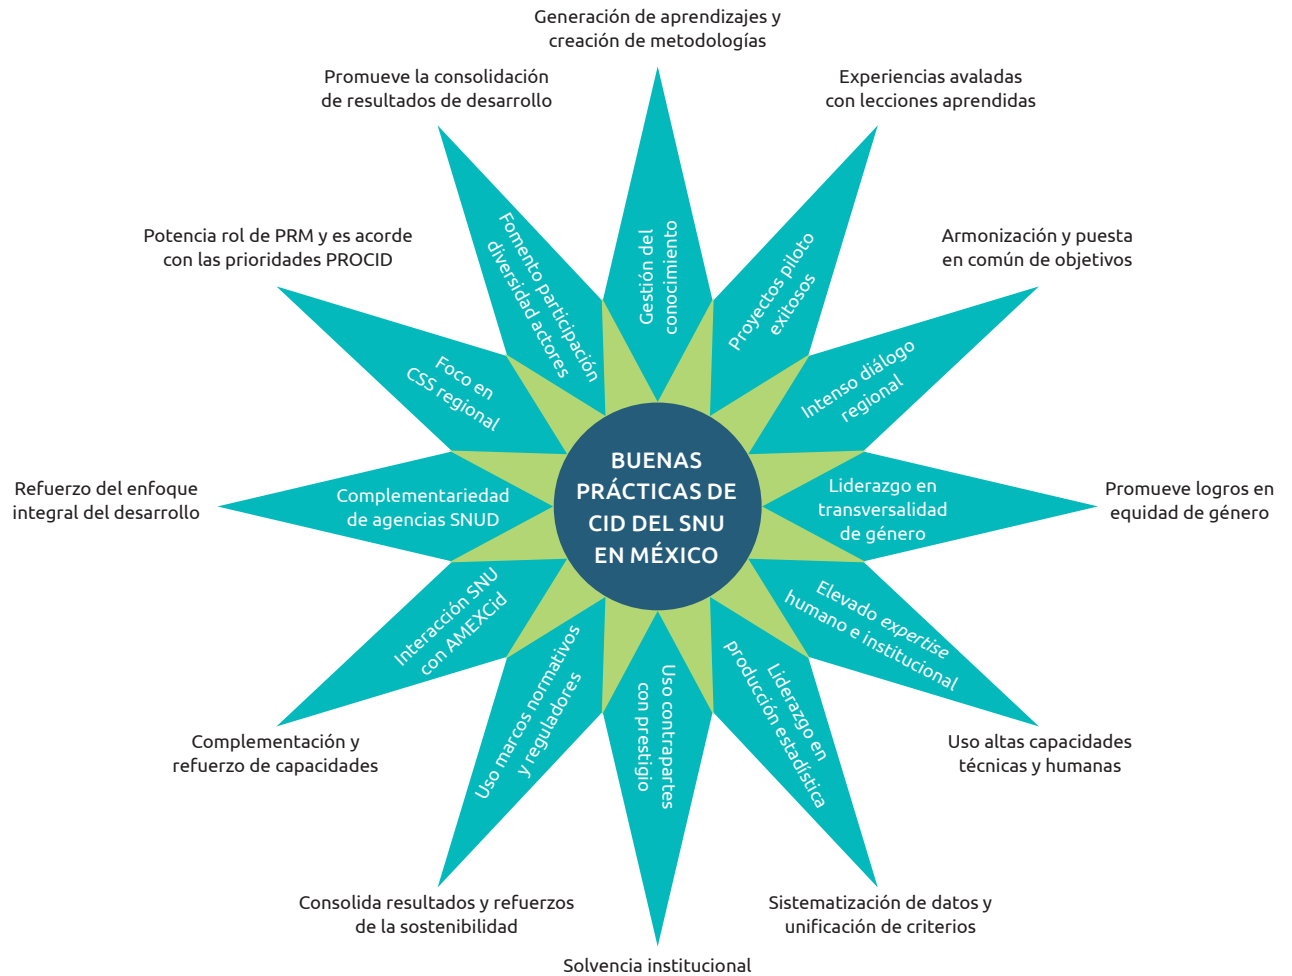 Generación de aprendizajes y
creación de metodologías
Promueve la consolidación
de resultados de desarrollo
Experiencias avaladas
con lecciones aprendidas
Potencia rol de PRM y es acorde
con las prioridades PROCID
Armonización y puesta
en común de objetivos
Refuerzo del enfoque
integral del desarrollo
Promueve logros en
equidad de género
Complementación y
refuerzo de capacidades
Uso altas capacidades
técnicas y humanas
Consolida resultados y refuerzos
de la sostenibilidad
Sistematización de datos y
unificación de criterios
Solvencia institucional
Gestión del
conocimiento
Proyectos piloto
exitosos
Intenso diálogo
regional
Liderazgo en
transversalidad
de género
Elevado expertise
humano e institucional
Liderazgo en
producción estadística
Uso contrapartes
con prestigio
Uso marcos normativos
y reguladores
Interacción SNU
con AMEXCid
Complementariedad
de agencias SNUD
Foco en
CSS regional
Fomento participación
diversidad actores
BUENAS
PRÁCTICAS DE
CID DEL SNU
EN MÉXICO